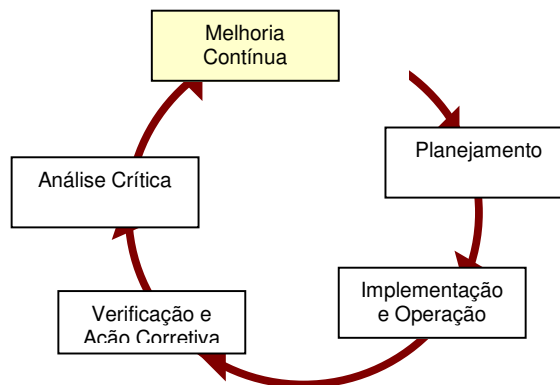 Melhoria
Contínua
Planejamento
Implementação
e Operação
Verificação e
Ação Corretiva
Análise Crítica